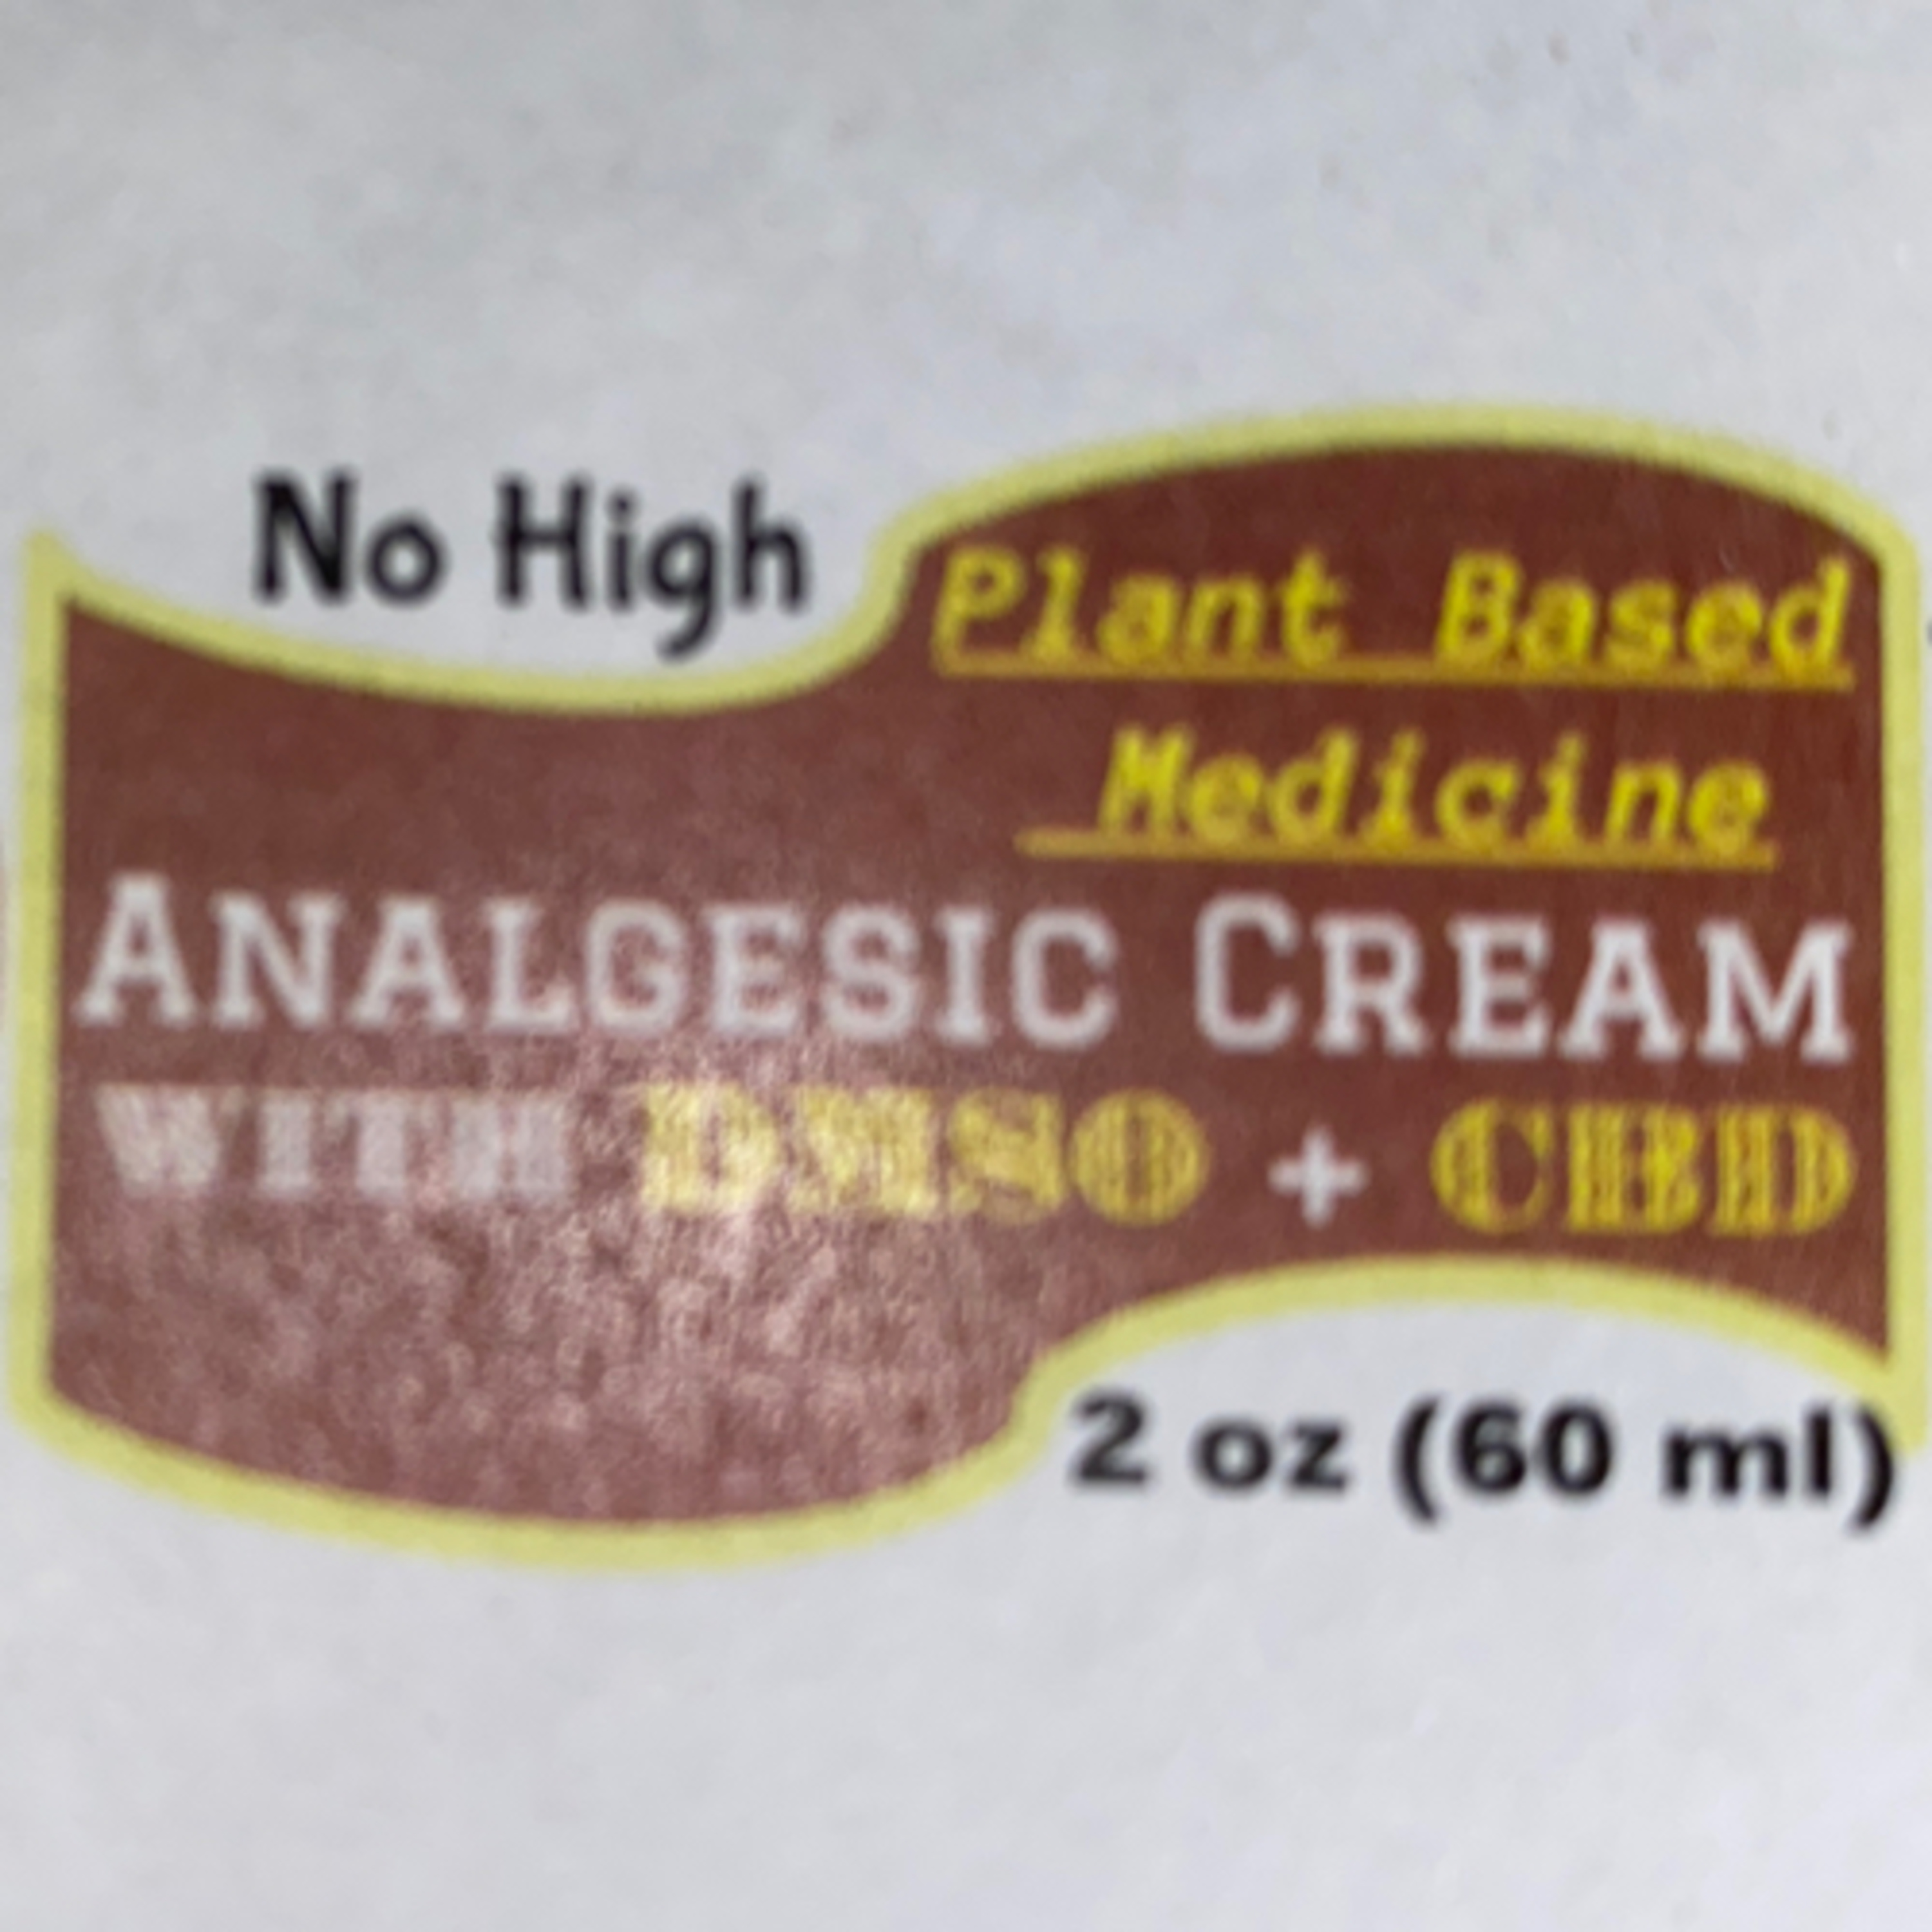 No High
Plant Based
Medicine
ANALGESIC CREAM
WITH DMSO + CBD
2 oz (60 ml)